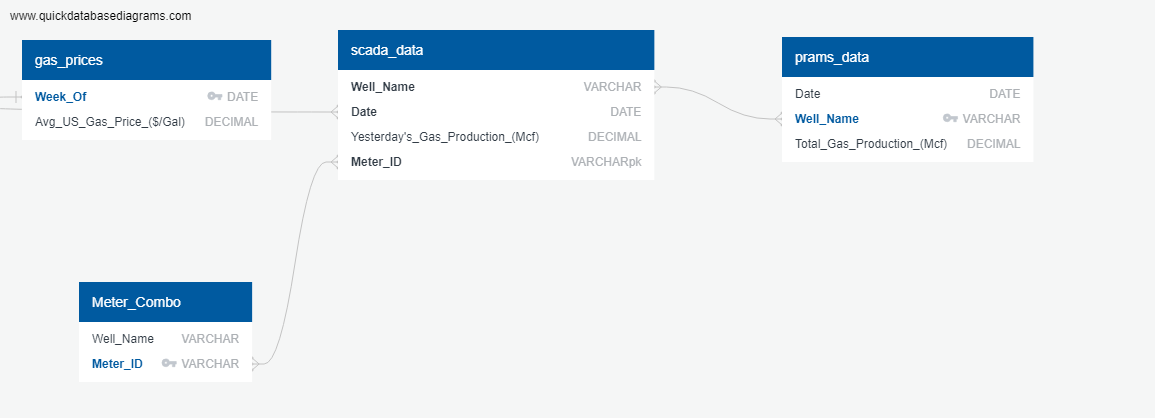 www.quickdatabasediagrams.com
gas_prices
Week_Of DATE
Avg_US_Gas_Price_($/Gal) DECIMAL
scada_data
Well_Name VARCHAR
Date DATE
Yesterday's_Gas_Production_(Mcf) DECIMAL
Meter_ID VARCHARpk
prams_data
Date DATE
Well_Name VARCHAR
Total_Gas_Production_(Mcf) DECIMAL
Meter_Combo
Well_Name VARCHAR
Meter_ID VARCHAR